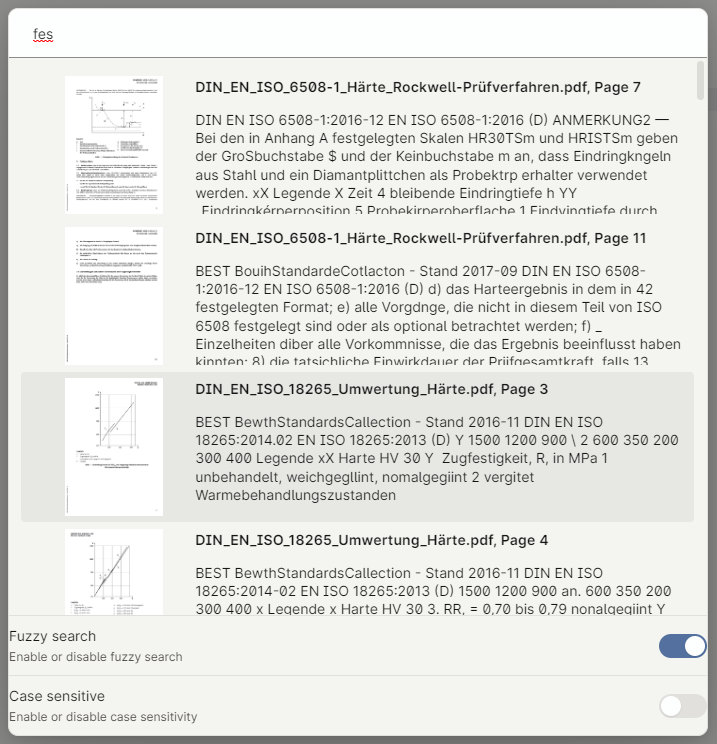 fes
DIN_EN_ISO_6508-1_Härte_Rockwell-Prüfverfahren.pdf, Page 7
DIN EN ISO 6508-1:2016-12 EN ISO 6508-1:2016 (D) ANMERKUNG2 —
Bei den in Anhang A festgelegten Skalen HR30TSm und HRISTSm geben
der GroSbuchstabe $ und der Keinbuchstabe m an, dass Eindringkngeln
aus Stahl und ein Diamantplittchen als Probektrp erhalter verwendet
werden. xX Legende X Zeit 4 bleibende Eindringtiefe h YY
_Eindringkérperposition 5 Probekirperoberflache 1 Eindvingtiefe durch
DIN_EN_ISO_6508-1_Härte_Rockwell-Prüfverfahren.pdf, Page 11
BEST BouihStandardeCotlacton - Stand 2017-09 DIN EN ISO 6508-
1:2016-12 EN ISO 6508-1:2016 (D) d) das Harteergebnis in dem in 42
festgelegten Format; e) alle Vorgdnge, die nicht in diesem Teil von ISO
6508 festgelegt sind oder als optional betrachtet werden; f) _
Einzelheiten diber alle Vorkommnisse, die das Ergebnis beeinflusst haben
kinnten; 8) die tatsichliche Einwirkdauer der Priifgesamtkraft, falls 13
DIN_EN_ISO_18265_Umwertung_Härte.pdf, Page 3
BEST BewthStandardsCallection - Stand 2016-11 DIN EN ISO
18265:2014.02 EN ISO 18265:2013 (D) Y 1500 1200 900 \ 2 600 350 200
300 400 Legende xX Harte HV 30 Y Zugfestigkeit, R, in MPa 1
unbehandelt, weichgegllint, nomalgegiint 2 vergitet
Warmebehandlungszustanden
DIN_EN_ISO_18265_Umwertung_Härte.pdf, Page 4
BEST BewthStandardsCallection - Stand 2016-11 DIN EN ISO
18265:2014-02 EN ISO 18265:2013 (D) 1500 1200 900 an. 600 350 200
300 400 x Legende x Harte HV 30 3. RR, = 0,70 bis 0,79 nonalgegiint Y
Fuzzy search
Enable or disable fuzzy search
Case sensitive
Enable or disable case sensitivity